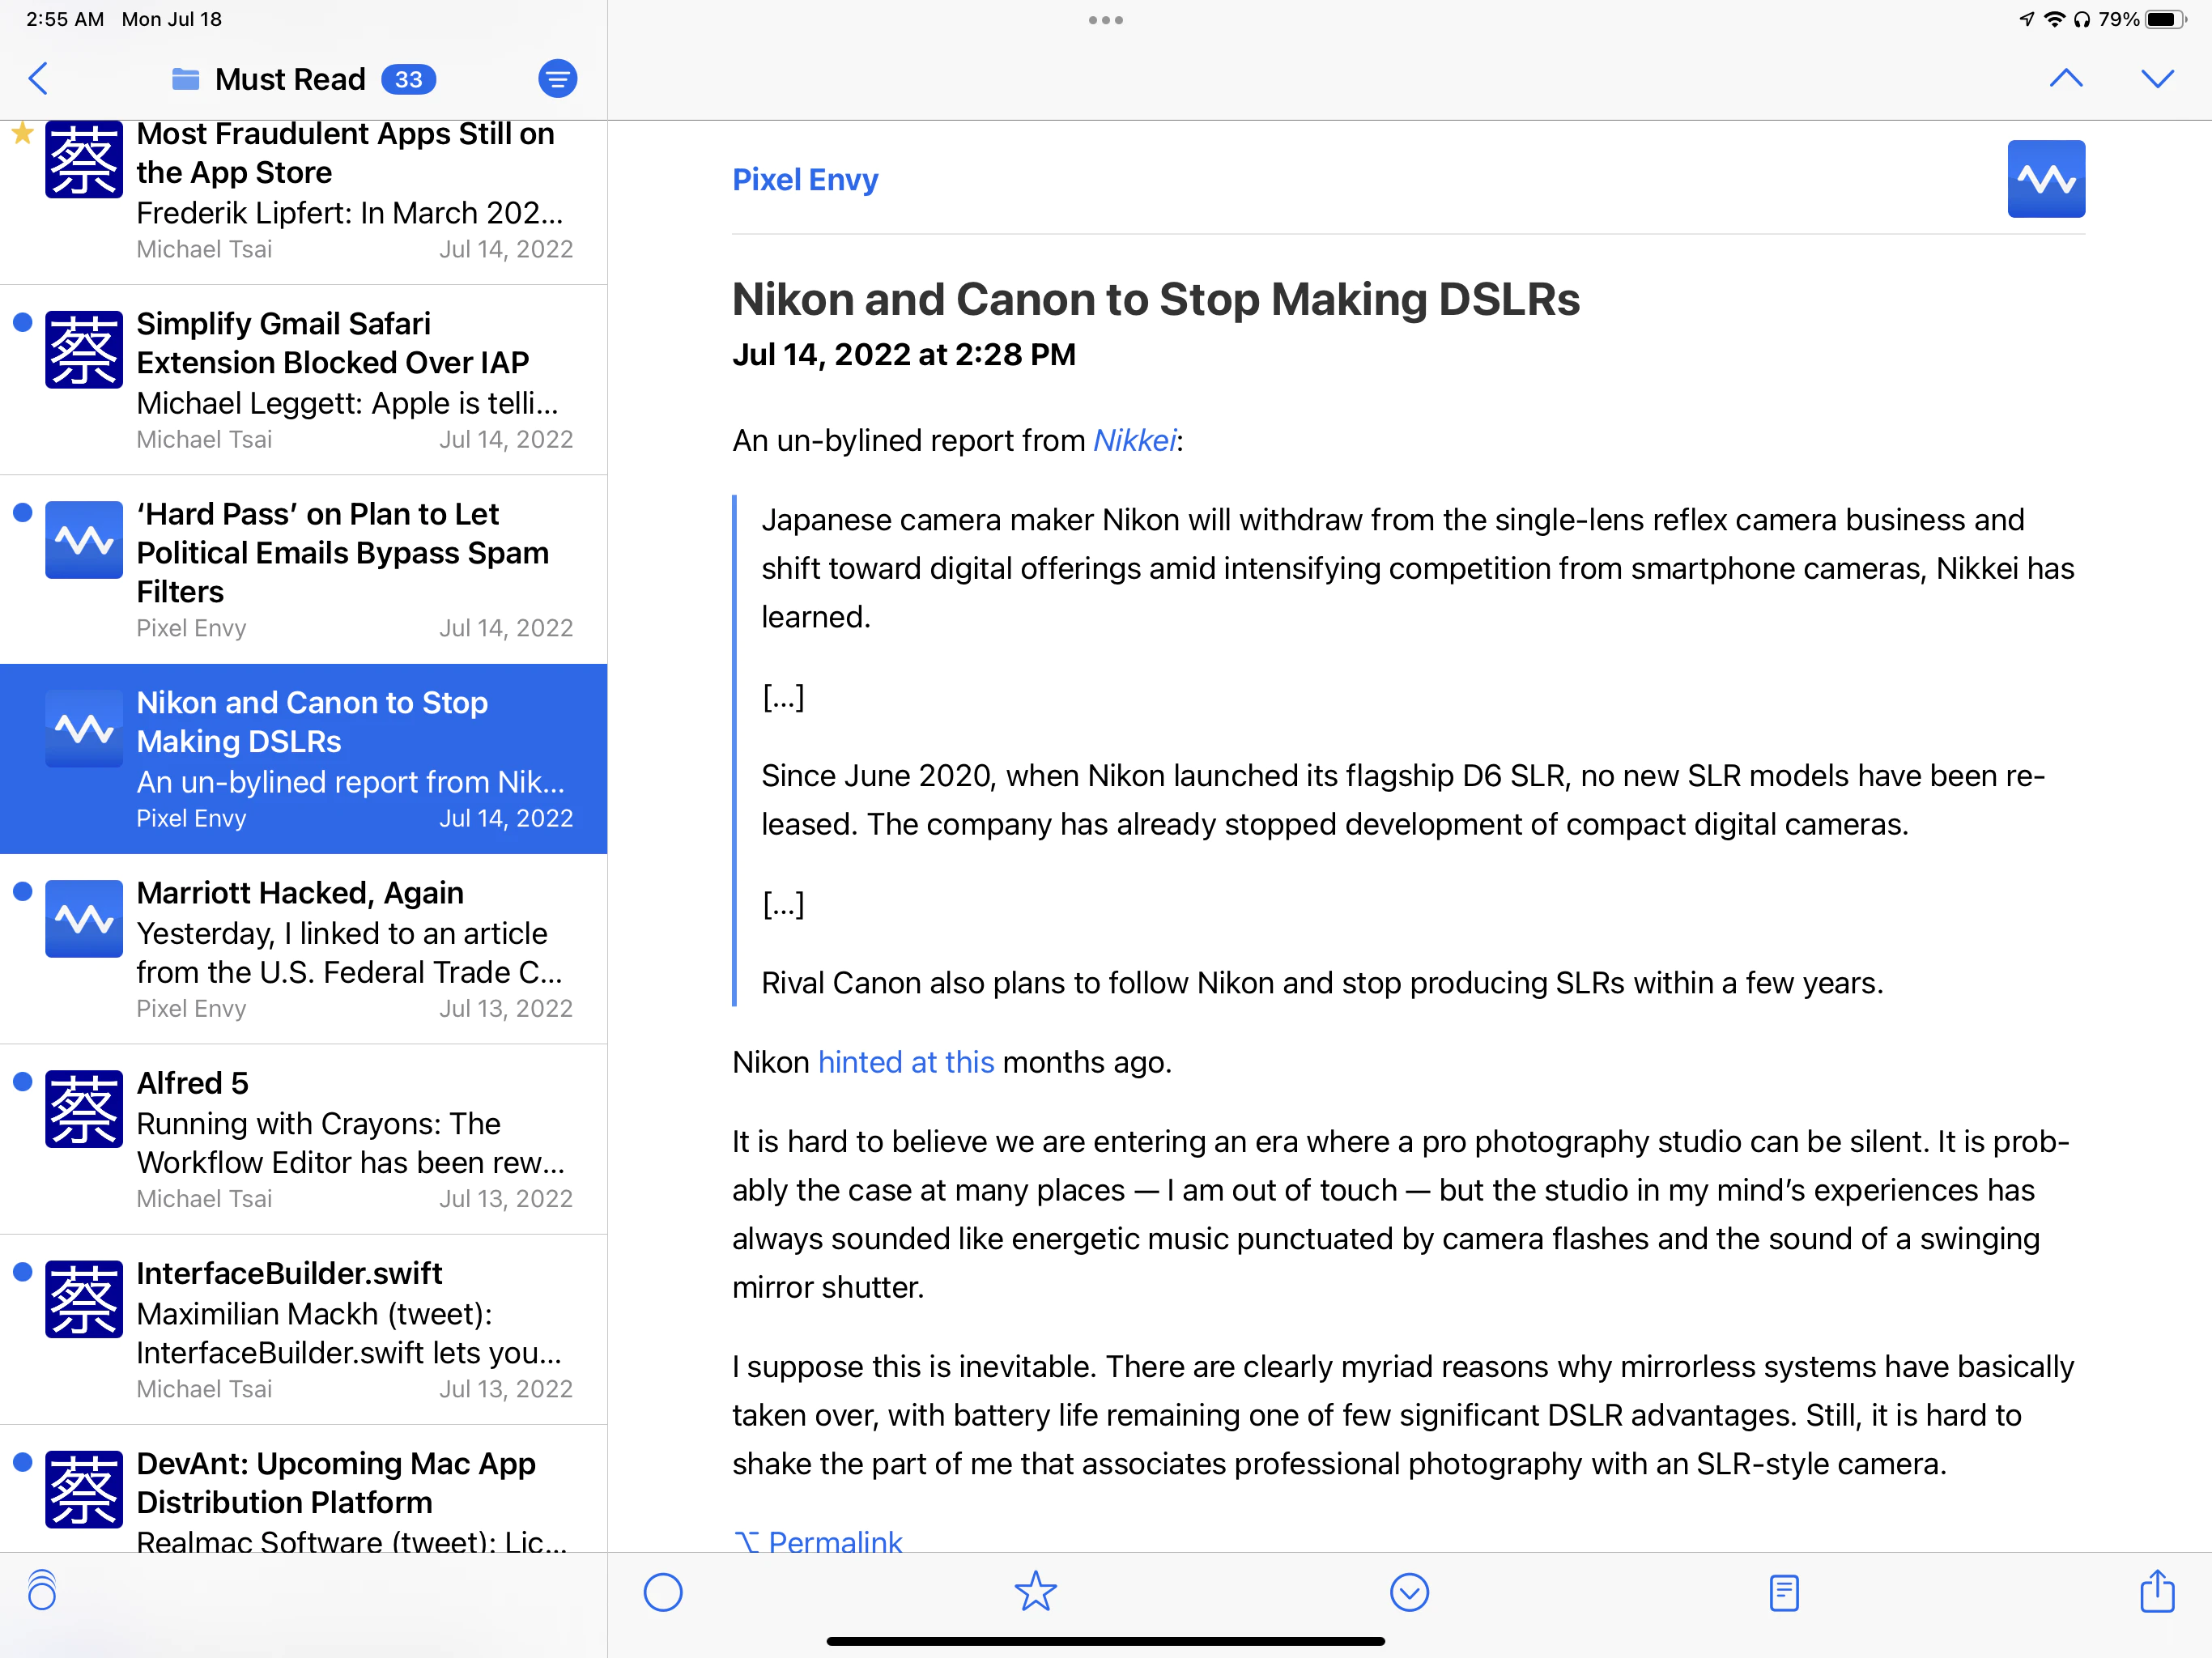 2:55 AM Mon Jul 18
79%
Must Read 33
蔡
Most Fraudulent Apps Still on
the App Store
Frederik Lipfert: In March 202...
Michael Tsai Jul 14, 2022
蔡
Simplify Gmail Safari
Extension Blocked Over IAP
Michael Leggett: Apple is telli...
Michael Tsai Jul 14, 2022
‘Hard Pass’ on Plan to Let
Political Emails Bypass Spam
Filters
Pixel Envy Jul 14, 2022
Nikon and Canon to Stop
Making DSLRs
An un-bylined report from Nik...
Pixel Envy Jul 14, 2022
Marriott Hacked, Again
Yesterday, I linked to an article
from the U.S. Federal Trade C...
Pixel Envy Jul 13, 2022
蔡
Alfred 5
Running with Crayons: The
Workflow Editor has been rew...
Michael Tsai Jul 13, 2022
蔡
InterfaceBuilder.swift
Maximilian Mackh (tweet):
InterfaceBuilder.swift lets you...
Michael Tsai Jul 13, 2022
蔡
DevAnt: Upcoming Mac App
Distribution Platform
Realmac Software (tweet): Lic...
Pixel Envy
Nikon and Canon to Stop Making DSLRs
Jul 14, 2022 at 2:28 PM
An un-bylined report from Nikkei:
Japanese camera maker Nikon will withdraw from the single-lens reflex camera business and
shift toward digital offerings amid intensifying competition from smartphone cameras, Nikkei has
learned.
[…]
Since June 2020, when Nikon launched its flagship D6 SLR, no new SLR models have been re-
leased. The company has already stopped development of compact digital cameras.
[…]
Rival Canon also plans to follow Nikon and stop producing SLRs within a few years.
Nikon hinted at this months ago.
It is hard to believe we are entering an era where a pro photography studio can be silent. It is prob-
ably the case at many places — I am out of touch — but the studio in my mind’s experiences has
always sounded like energetic music punctuated by camera flashes and the sound of a swinging
mirror shutter.
I suppose this is inevitable. There are clearly myriad reasons why mirrorless systems have basically
taken over, with battery life remaining one of few significant DSLR advantages. Still, it is hard to
shake the part of me that associates professional photography with an SLR-style camera.
⌥ Permalink